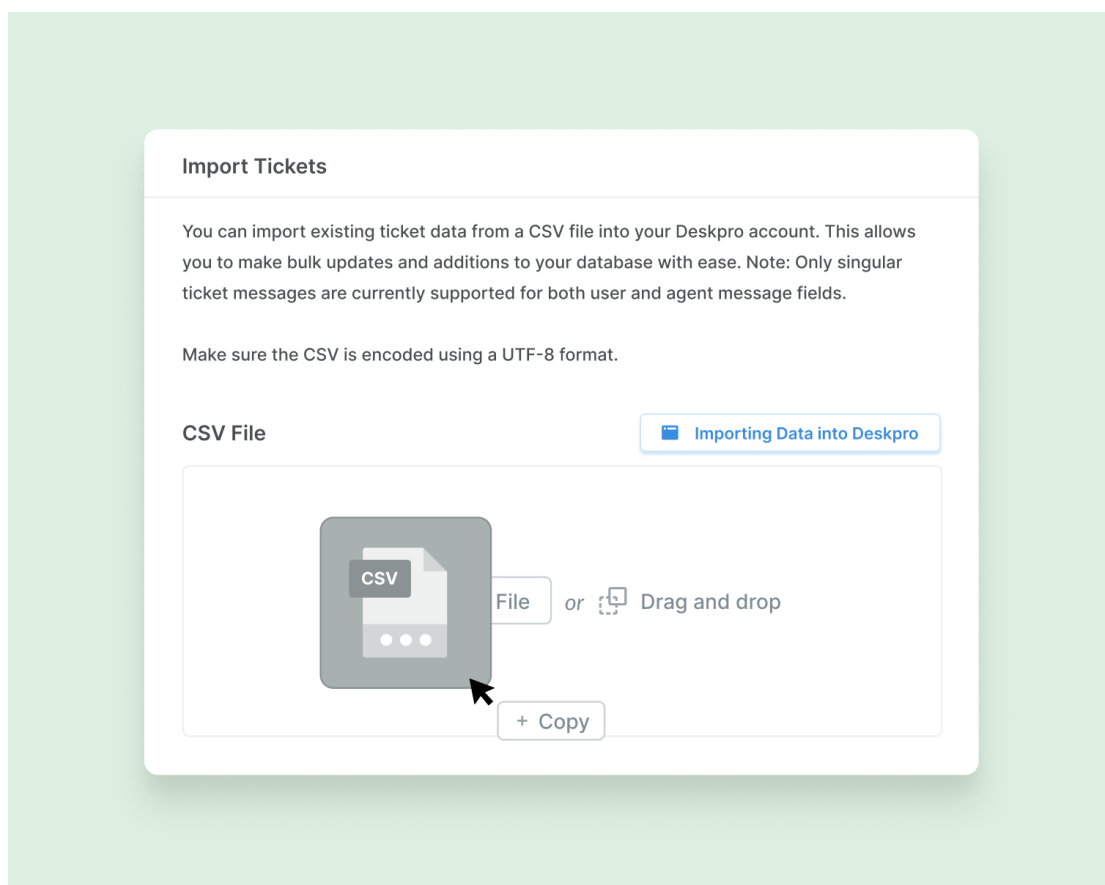 Import Tickets
You can import existing ticket data from a CSV file into your Deskpro account. This allows
you to make bulk updates and additions to your database with ease. Note: Only singular
ticket messages are currently supported for both user and agent message fields.
Make sure the CSV is encoded using a UTF-8 format.
CSV File
Importing Data into Deskpro
CSV
File or Drag and drop
+ Copy